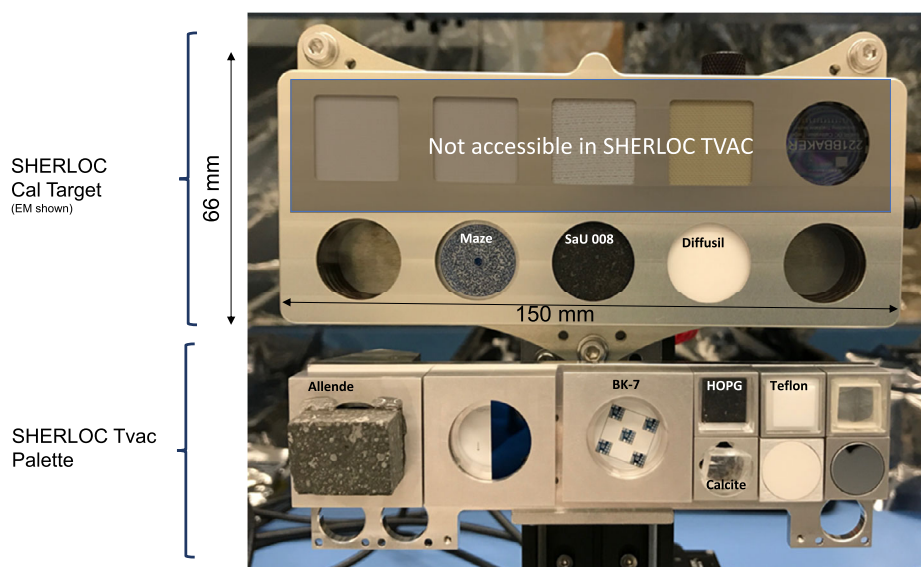 SHERLOC
Cal Target
(EM shown)
66 mm
Not accessible in SHERLOC TVAC
221BBAKER
Maze
SaU 008
Diffusil
150 mm
SHERLOC Tvac
Palette
Allende
BK-7
HOPG
Teflon
Calcite